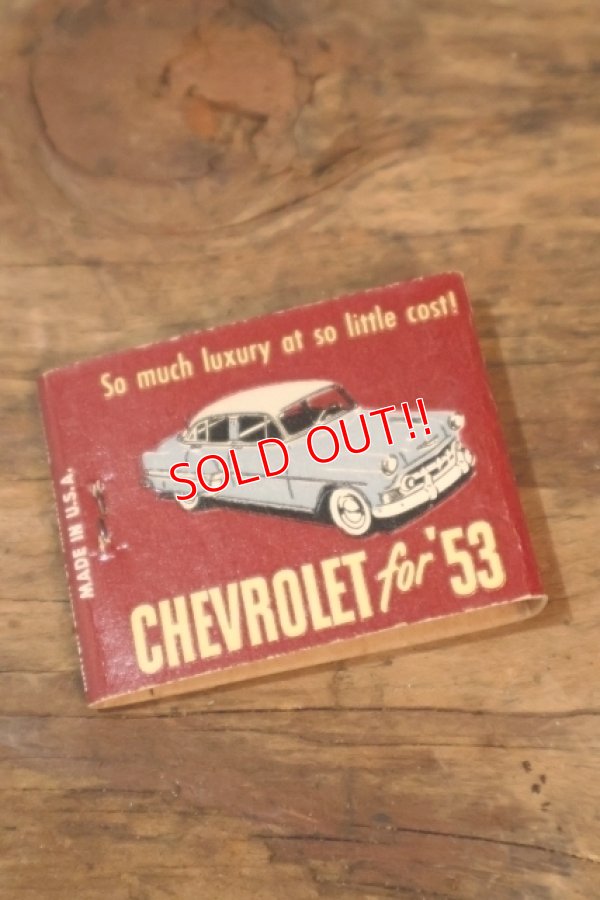 So much luxury at so little cost!
SOLD OUT!!
MADE IN U.S.A.
CHEVROLET for '53